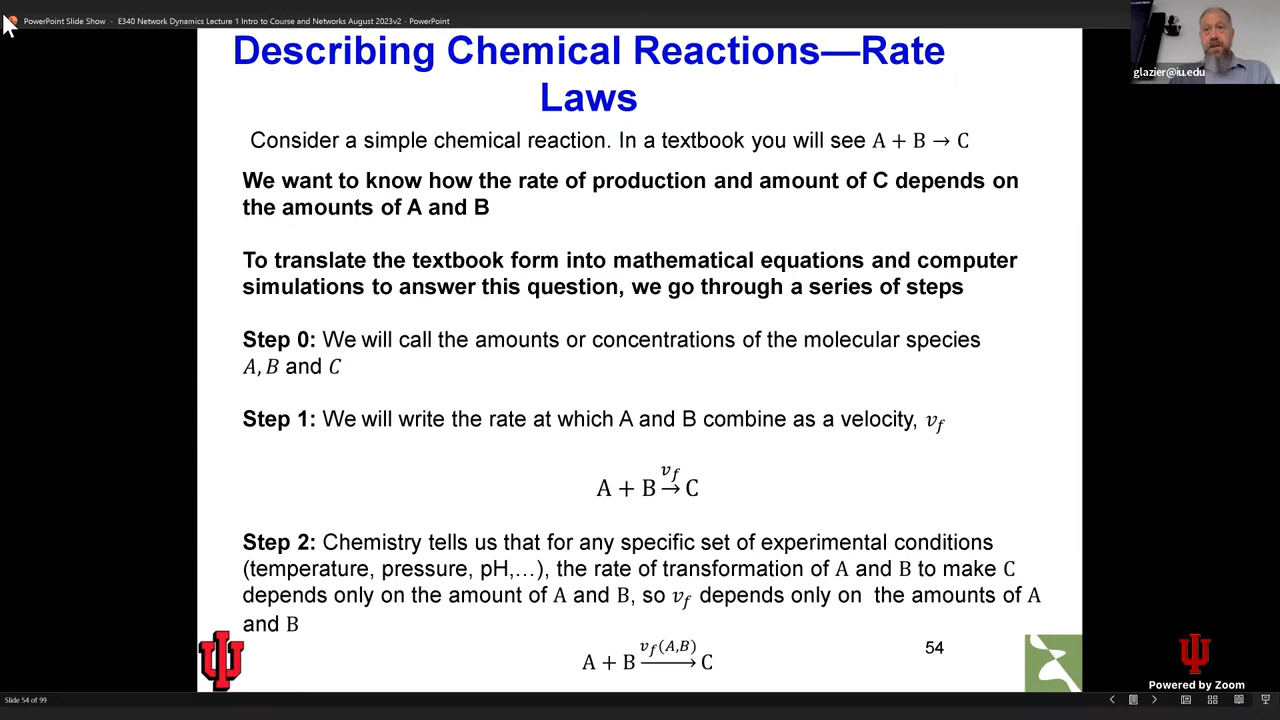 PowerPoint Slide Show - E340 Network Dynamics Lecture 1 Intro to Course and Networks August 2023v2 - PowerPoint
glazier@iu.edu
Describing Chemical Reactions—Rate
Laws
Consider a simple chemical reaction. In a textbook you will see A + B → C
We want to know how the rate of production and amount of C depends on
the amounts of A and B
To translate the textbook form into mathematical equations and computer
simulations to answer this question, we go through a series of steps
Step 0: We will call the amounts or concentrations of the molecular species
A, B and C
Step 1: We will write the rate at which A and B combine as a velocity, v_f
v_f
A + B → C
Step 2: Chemistry tells us that for any specific set of experimental conditions
(temperature, pressure, pH,…), the rate of transformation of A and B to make C
depends only on the amount of A and B, so v_f depends only on the amounts of A
and B
v_f(A,B)
A + B → C
54
Powered by Zoom
Slide 54 of 99